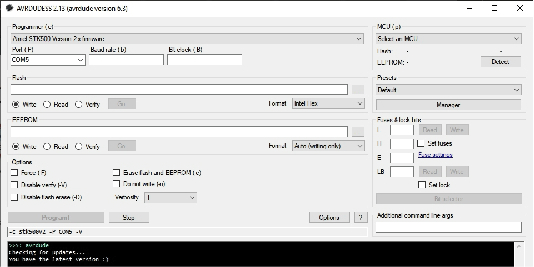 AVRDUDESS 2.13 (avrdude version 6.3)
Programmer (-c)
Atmel STK500 Version 2.x firmware
Port (-P)
Baud rate (-b)
Bit clock (-B)
COM5
Flash
...
Write
Read
Verify
Go
Format
Intel Hex
EEPROM
...
Write
Read
Verify
Go
Format
Auto (writing only)
Options
Force (-F)
Erase flash and EEPROM (-e)
Disable verify (-V)
Do not write (-n)
Disable flash erase (-D)
Verbosity
Program!
Stop
Options
?
-c stk500v2 -P COM5 -V
>>>: avrdude
Checking for updates...
You have the latest version :)
MCU (-p)
Select an MCU...
Flash: -
EEPROM: -
Detect
Presets
Default
Manager
Fuses & lock bits
L
Read
Write
H
Set fuses
E
Fuse settings
LB
Read
Write
Set lock
Bit selector
Additional command line args